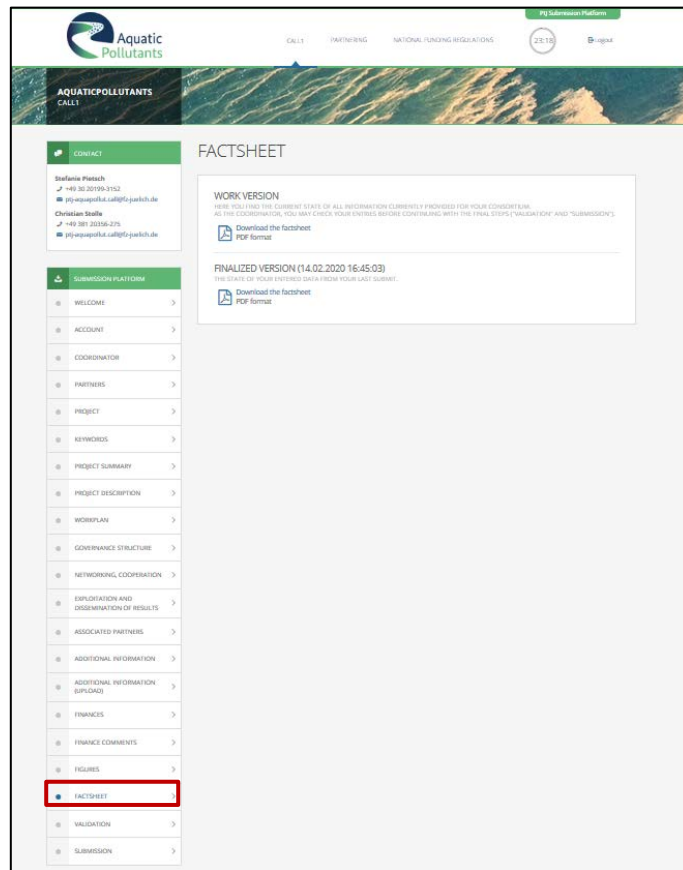 PtJ Submission Platform
Aquatic
Pollutants
CALL1 PARTNERING NATIONAL FUNDING REGULATIONS 23:18 Logout
AQUATICPOLLUTANTS
CALL1
CONTACT
Stefanie Pietsch
+49 30 20199-3152
ptj-aquapollut.call@fz-juelich.de
Christian Stolle
+49 381 20356-275
ptj-aquapollut.call@fz-juelich.de
FACTSHEET
WORK VERSION
HERE YOU FIND THE CURRENT STATE OF ALL INFORMATION CURRENTLY PROVIDED FOR YOUR CONSORTIUM.
AS THE COORDINATOR, YOU MAY CHECK YOUR ENTRIES BEFORE CONTINUING WITH THE FINAL STEPS ("VALIDATION" AND "SUBMISSION").
Download the factsheet
PDF format
FINALIZED VERSION (14.02.2020 16:45:03)
THE STATE OF YOUR ENTERED DATA FROM YOUR LAST SUBMIT.
Download the factsheet
PDF format
SUBMISSION PLATFORM
WELCOME
ACCOUNT
COORDINATOR
PARTNERS
PROJECT
KEYWORDS
PROJECT SUMMARY
PROJECT DESCRIPTION
WORKPLAN
GOVERNANCE STRUCTURE
NETWORKING, COOPERATION
EXPLOITATION AND
DISSEMINATION OF RESULTS
ASSOCIATED PARTNERS
ADDITIONAL INFORMATION
ADDITIONAL INFORMATION
(UPLOAD)
FINANCES
FINANCE COMMENTS
FIGURES
FACTSHEET
VALIDATION
SUBMISSION